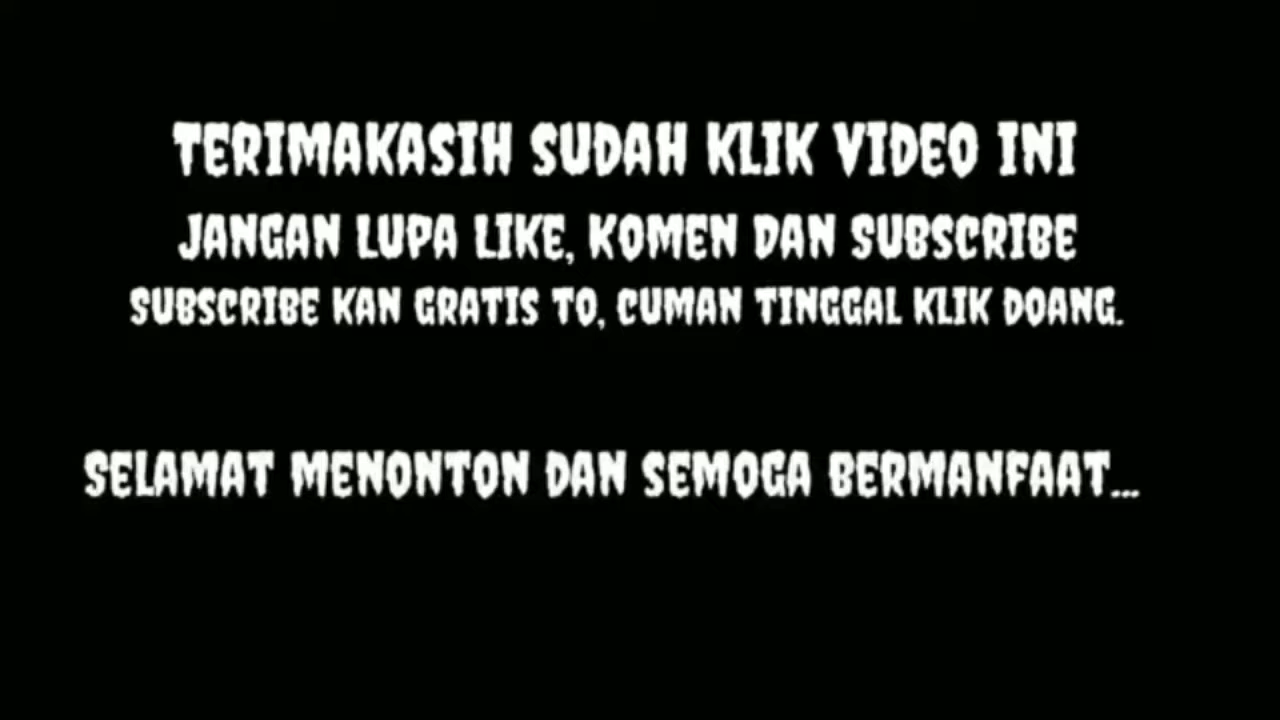 TERIMAKASIH SUDAH KLIK VIDEO INI
JANGAN LUPA LIKE, KOMEN DAN SUBSCRIBE
SUBSCRIBE KAN GRATIS TO, CUMAN TINGGAL KLIK DOANG.
SELAMAT MENONTON DAN SEMOGA BERMANFAAT...